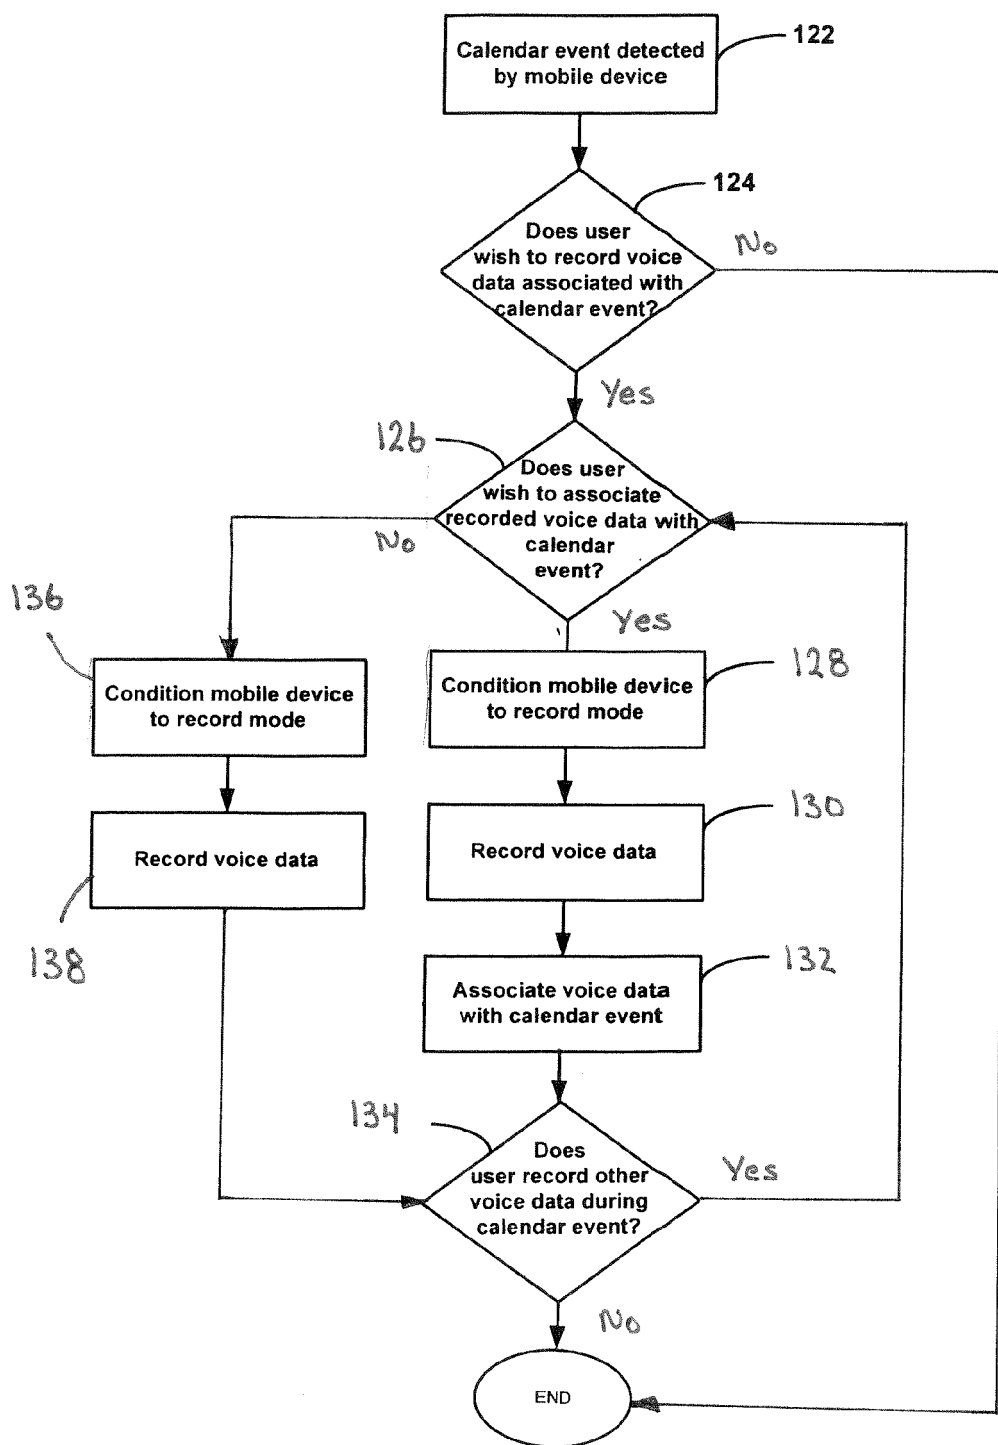 Calendar event detected
by mobile device
122
124
Does user
wish to record voice
data associated with
calendar event?
No
Yes
126
Does user
wish to associate
recorded voice data with
calendar
event?
No
Yes
136
Condition mobile device
to record mode
128
Condition mobile device
to record mode
Record voice data
138
130
Record voice data
132
Associate voice data
with calendar event
134
Does
user record other
voice data during
calendar event?
Yes
No
END